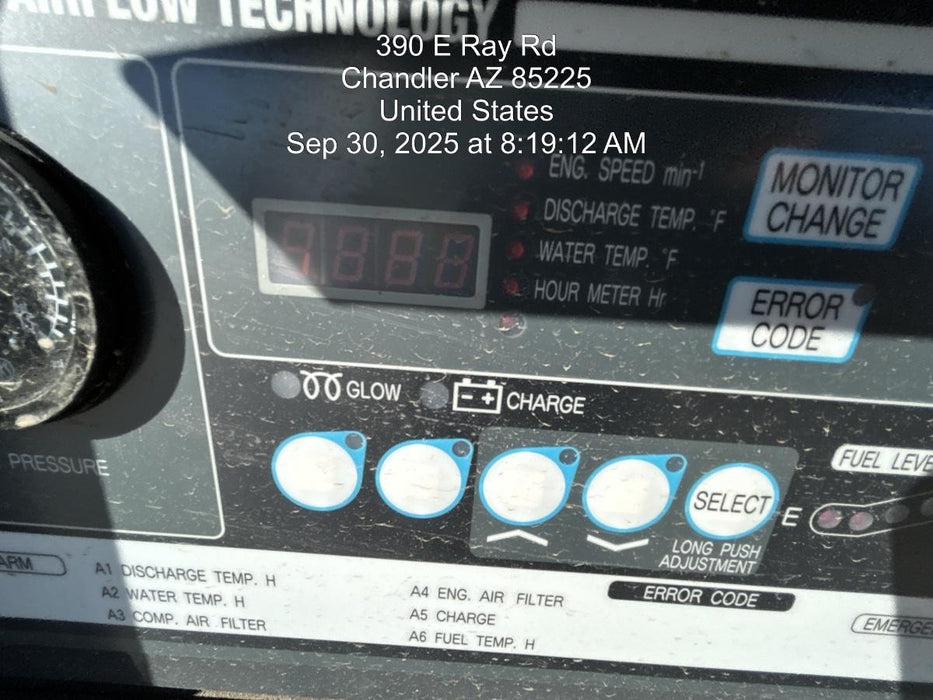 AIRFLOW TECHNOLOGY
390 E Ray Rd
Chandler AZ 85225
United States
Sep 30, 2025 at 8:19:12 AM
ENG. SPEED min-1
DISCHARGE TEMP. °F
WATER TEMP. °F
HOUR METER Hr
MONITOR
CHANGE
ERROR
CODE
GLOW
CHARGE
PRESSURE
SELECT
LONG PUSH
ADJUSTMENT
FUEL LEVE
E
ARM
A1 DISCHARGE TEMP. H
A2 WATER TEMP. H
A3 COMP. AIR FILTER
A4 ENG. AIR FILTER
A5 CHARGE
A6 FUEL TEMP. H
ERROR CODE
EMERGE